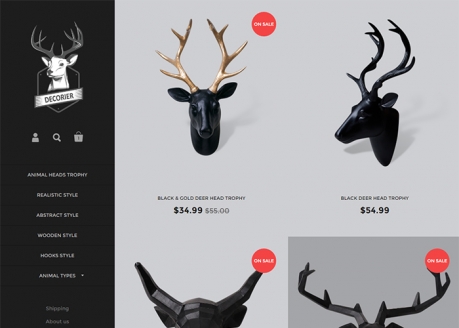 DECORIER
1
ANIMAL HEADS TROPHY
REALISTIC STYLE
ABSTRACT STYLE
WOODEN STYLE
HOOKS STYLE
ANIMAL TYPES
Shipping
About us
ON SALE
BLACK & GOLD DEER HEAD TROPHY
$34.99 $55.00
BLACK DEER HEAD TROPHY
$54.99
ON SALE
ON SALE